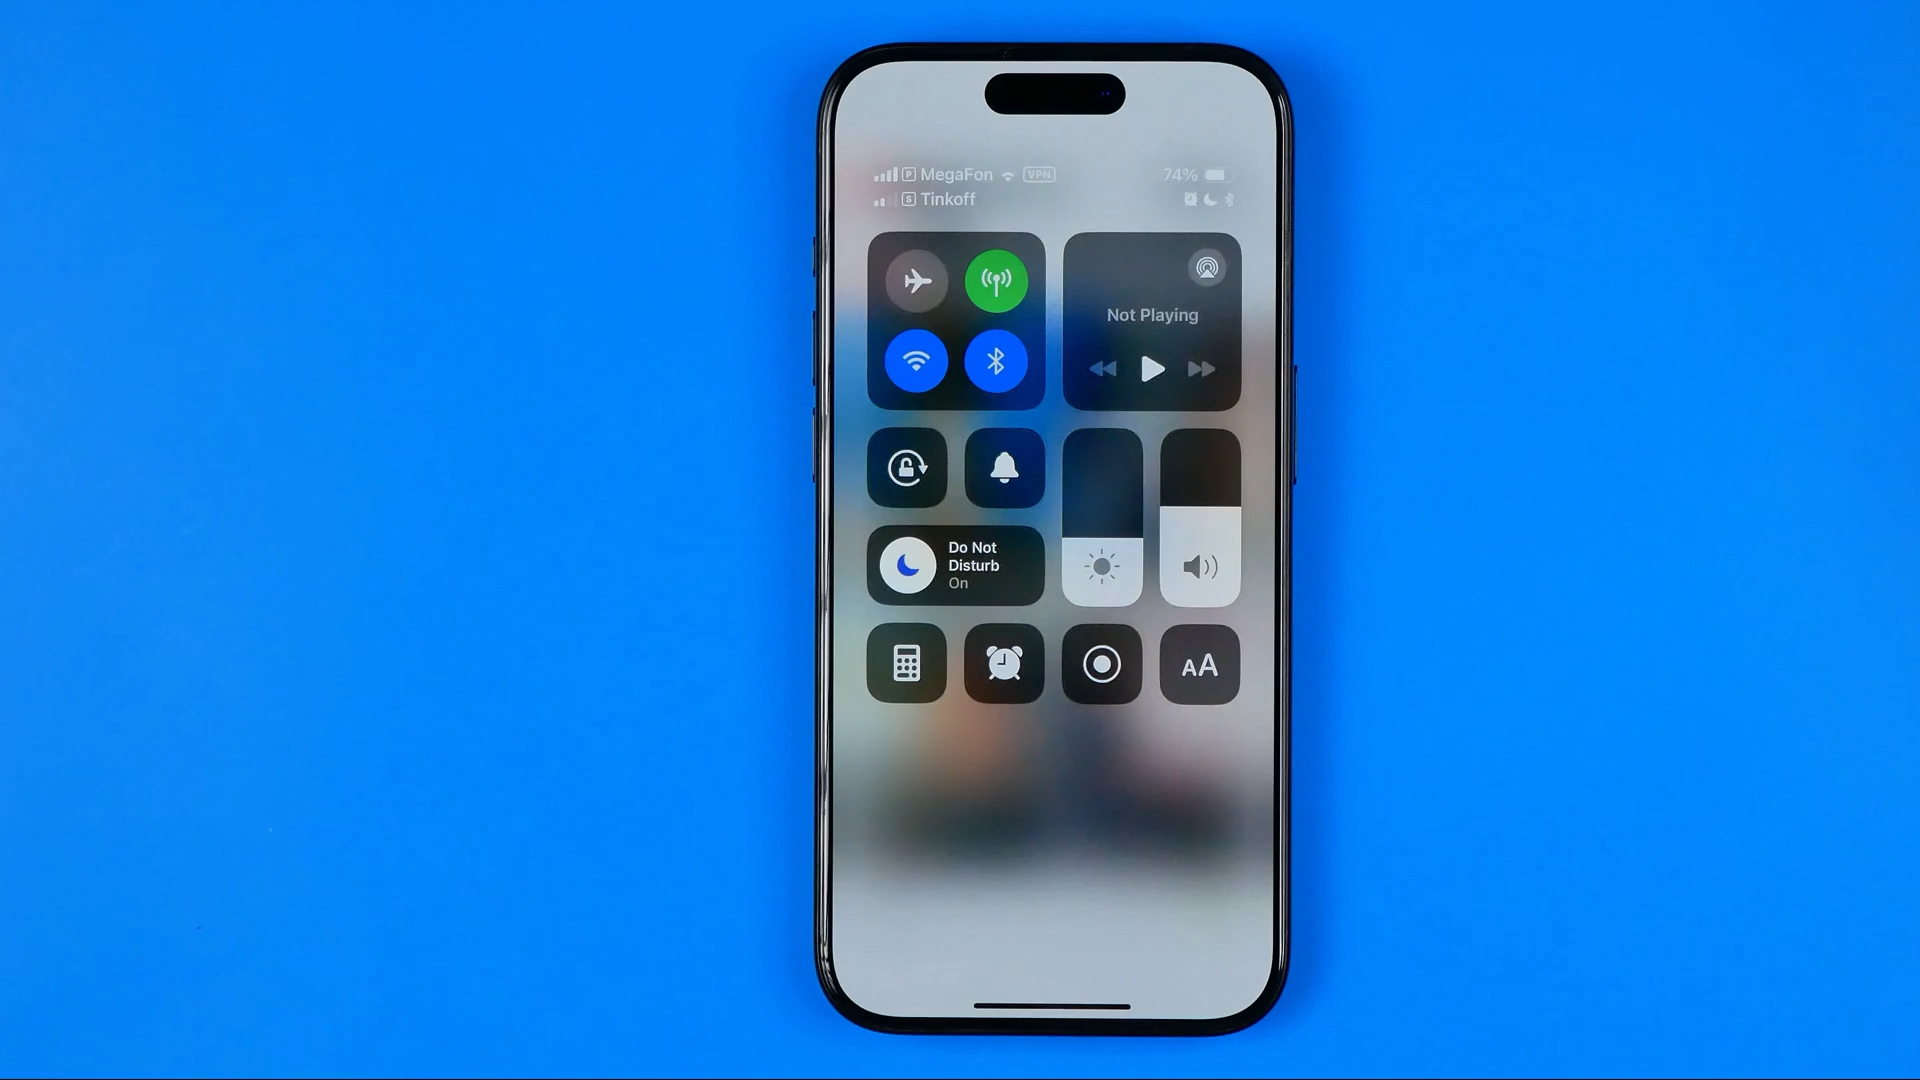 P MegaFon VPN 74%
S Tinkoff
Not Playing
Do Not
Disturb
On
AA